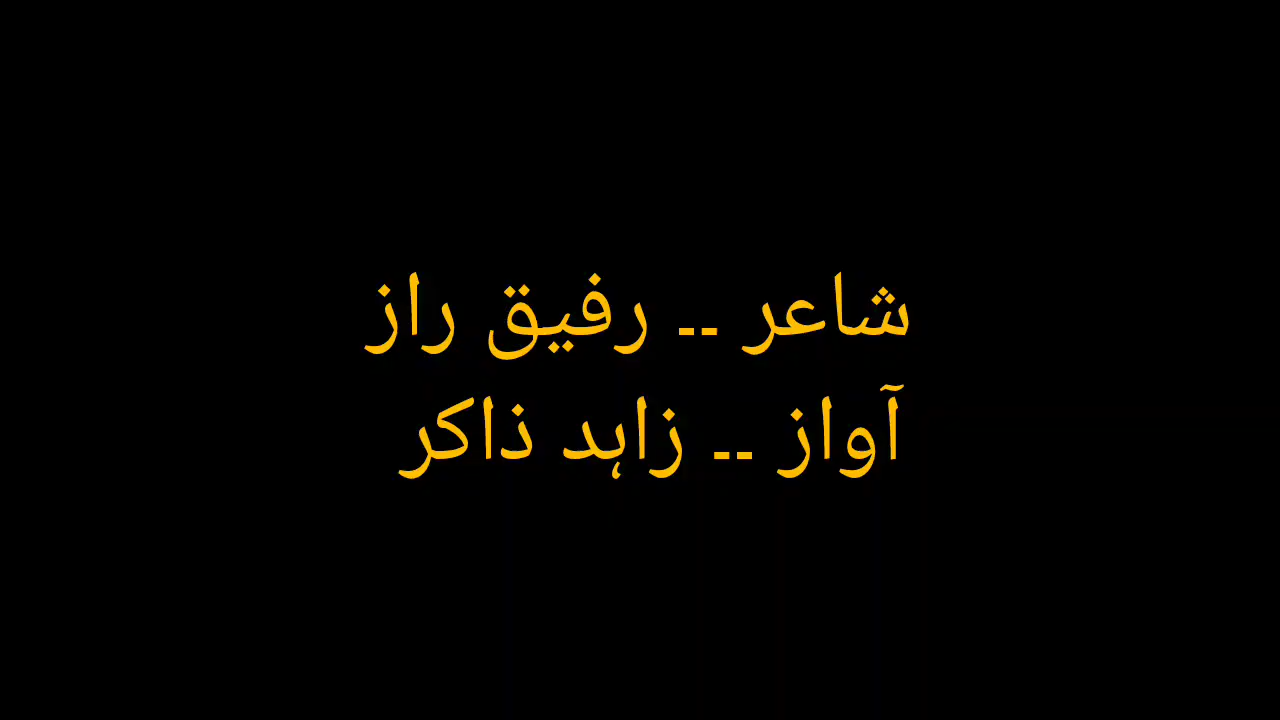 شاعر -- رفیق راز
آواز -- زاہد ذاکر